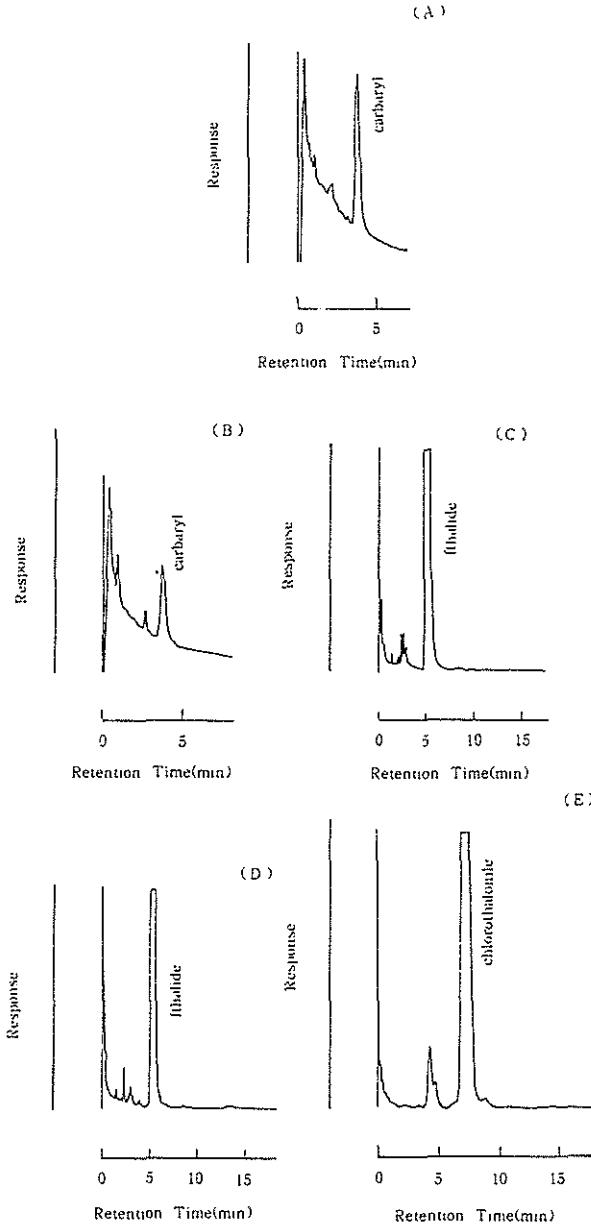 (A)
Response
carbaryl
0 5
Retention Time(min)
(B)
Response
carbaryl
0 5
Retention Time(min)
(C)
Response
fthalide
0 5 10 15
Retention Time(min)
(D)
Response
fthalide
0 5 10 15
Retention Time(min)
(E)
Response
chlorothalonile
0 5 10 15
Retention Time(min)